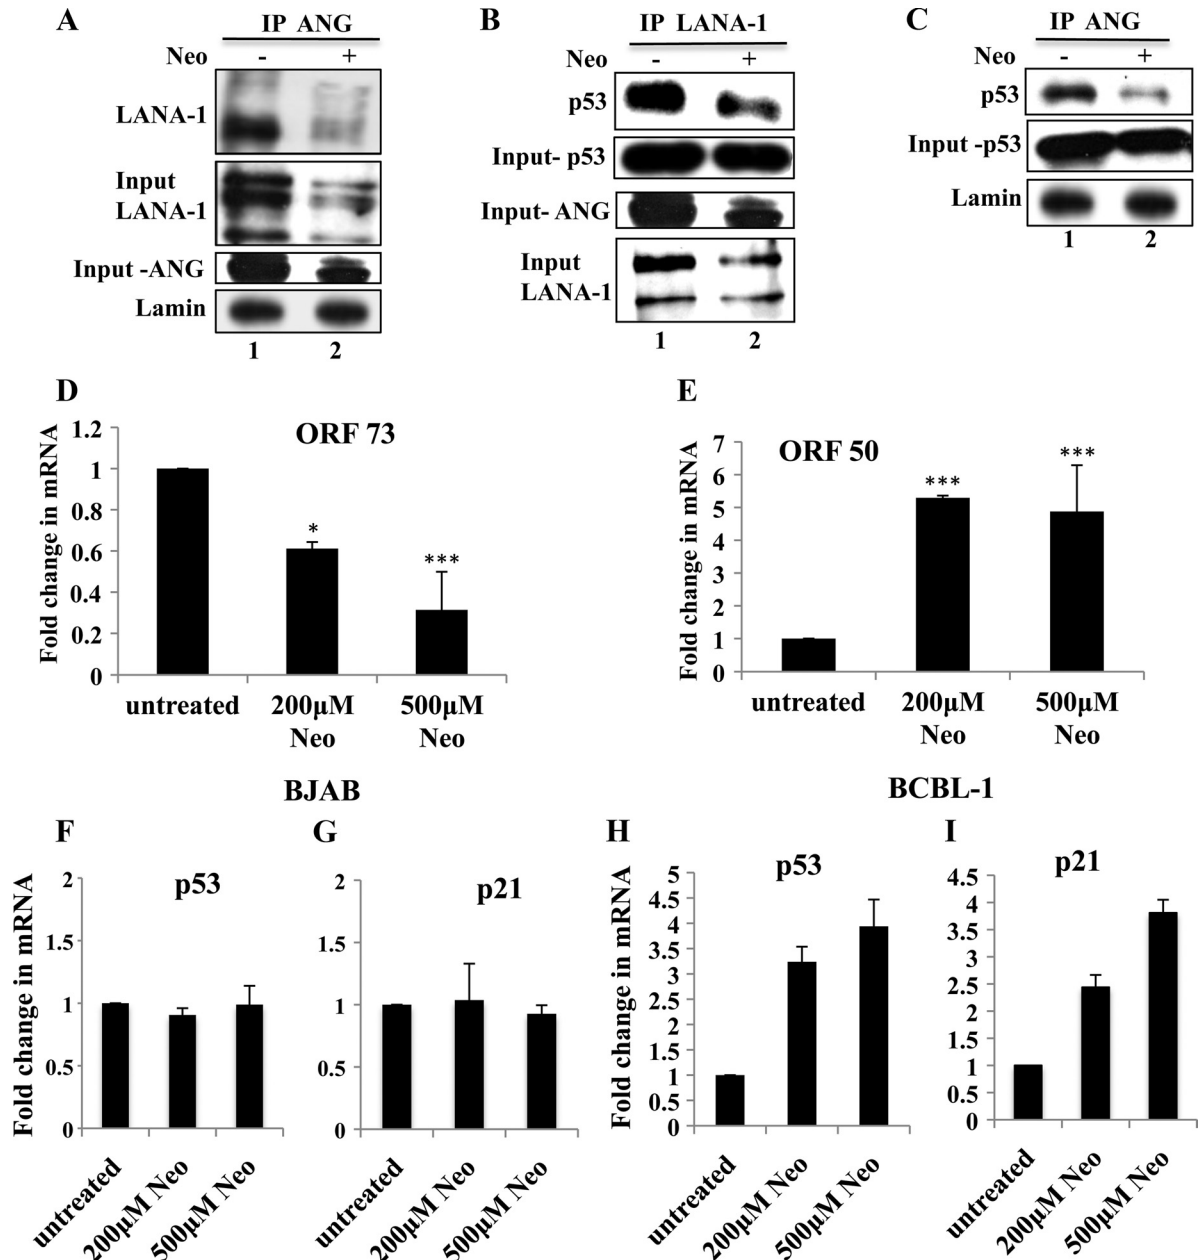 A
IP ANG
Neo - +
LANA-1
Input
LANA-1
Input -ANG
Lamin
1 2
B
IP LANA-1
Neo - +
p53
Input- p53
Input- ANG
Input
LANA-1
1 2
C
IP ANG
Neo - +
p53
Input -p53
Lamin
1 2
D
ORF 73
Fold change in mRNA
1.2
1
0.8
0.6
0.4
0.2
0
*
***
untreated 200μM 500μM
Neo Neo
E
ORF 50
Fold change in mRNA
7
6
5
4
3
2
1
0
***
***
untreated 200μM 500μM
Neo Neo
BJAB
F
p53
Fold change in mRNA
2
1.5
1
0.5
0
untreated
200μM Neo
500μM Neo
G
p21
2
1.5
1
0.5
0
untreated
200μM Neo
500μM Neo
BCBL-1
H
p53
Fold change in mRNA
5
4.5
4
3.5
3
2.5
2
1.5
1
0.5
0
untreated
200μM Neo
500μM Neo
I
p21
4.5
4
3.5
3
2.5
2
1.5
1
0.5
0
untreated
200μM Neo
500μM Neo